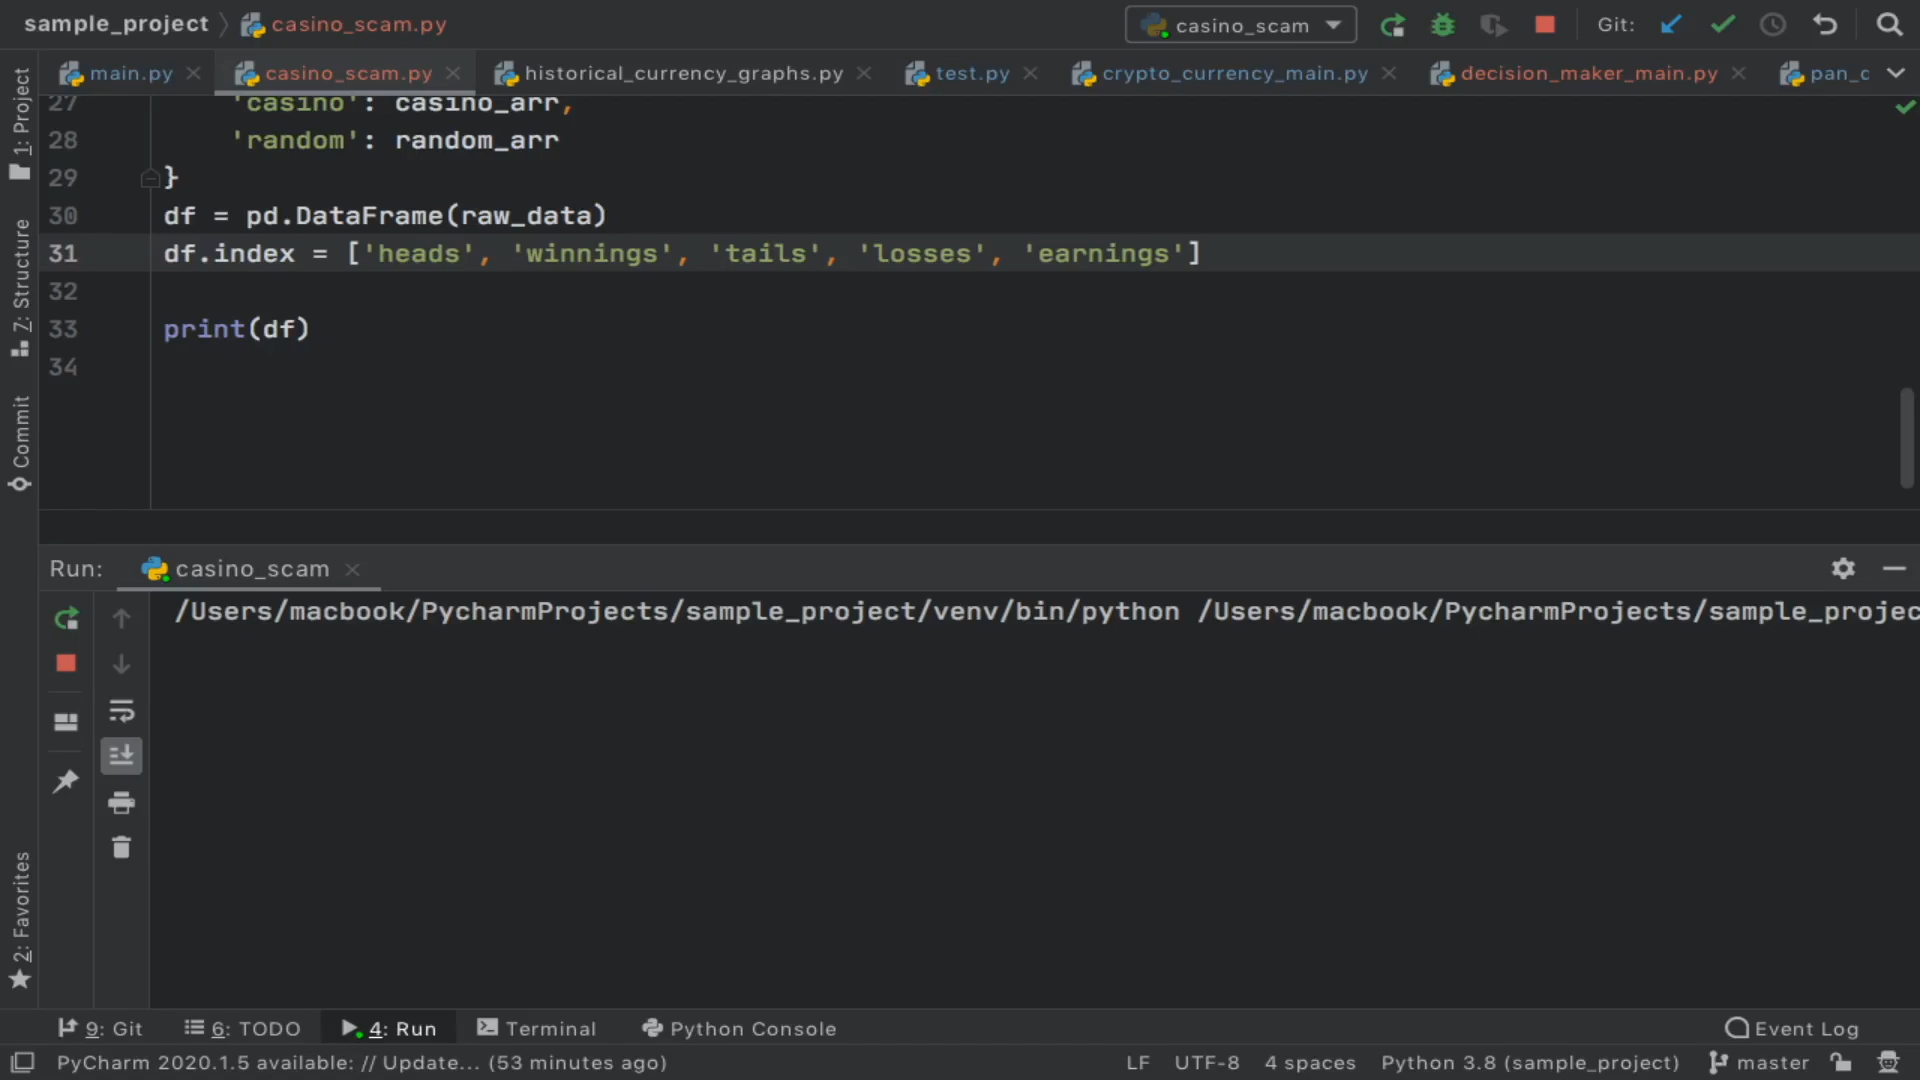 sample_project 〉 casino_scam.py
casino_scam
Git:
main.py
casino_scam.py
historical_currency_graphs.py
test.py
crypto_currency_main.py
decision_maker_main.py
pan_c
1: Project
7: Structure
Commit
2: Favorites
27 'casino': casino_arr,
28 'random': random_arr
29 }
30 df = pd.DataFrame(raw_data)
31 df.index = ['heads', 'winnings', 'tails', 'losses', 'earnings']
32
33 print(df)
34
Run: casino_scam
/Users/macbook/PycharmProjects/sample_project/venv/bin/python /Users/macbook/PycharmProjects/sample_projec
9: Git
6: TODO
4: Run
Terminal
Python Console
Event Log
PyCharm 2020.1.5 available: // Update... (53 minutes ago)
LF UTF-8 4 spaces Python 3.8 (sample_project) master